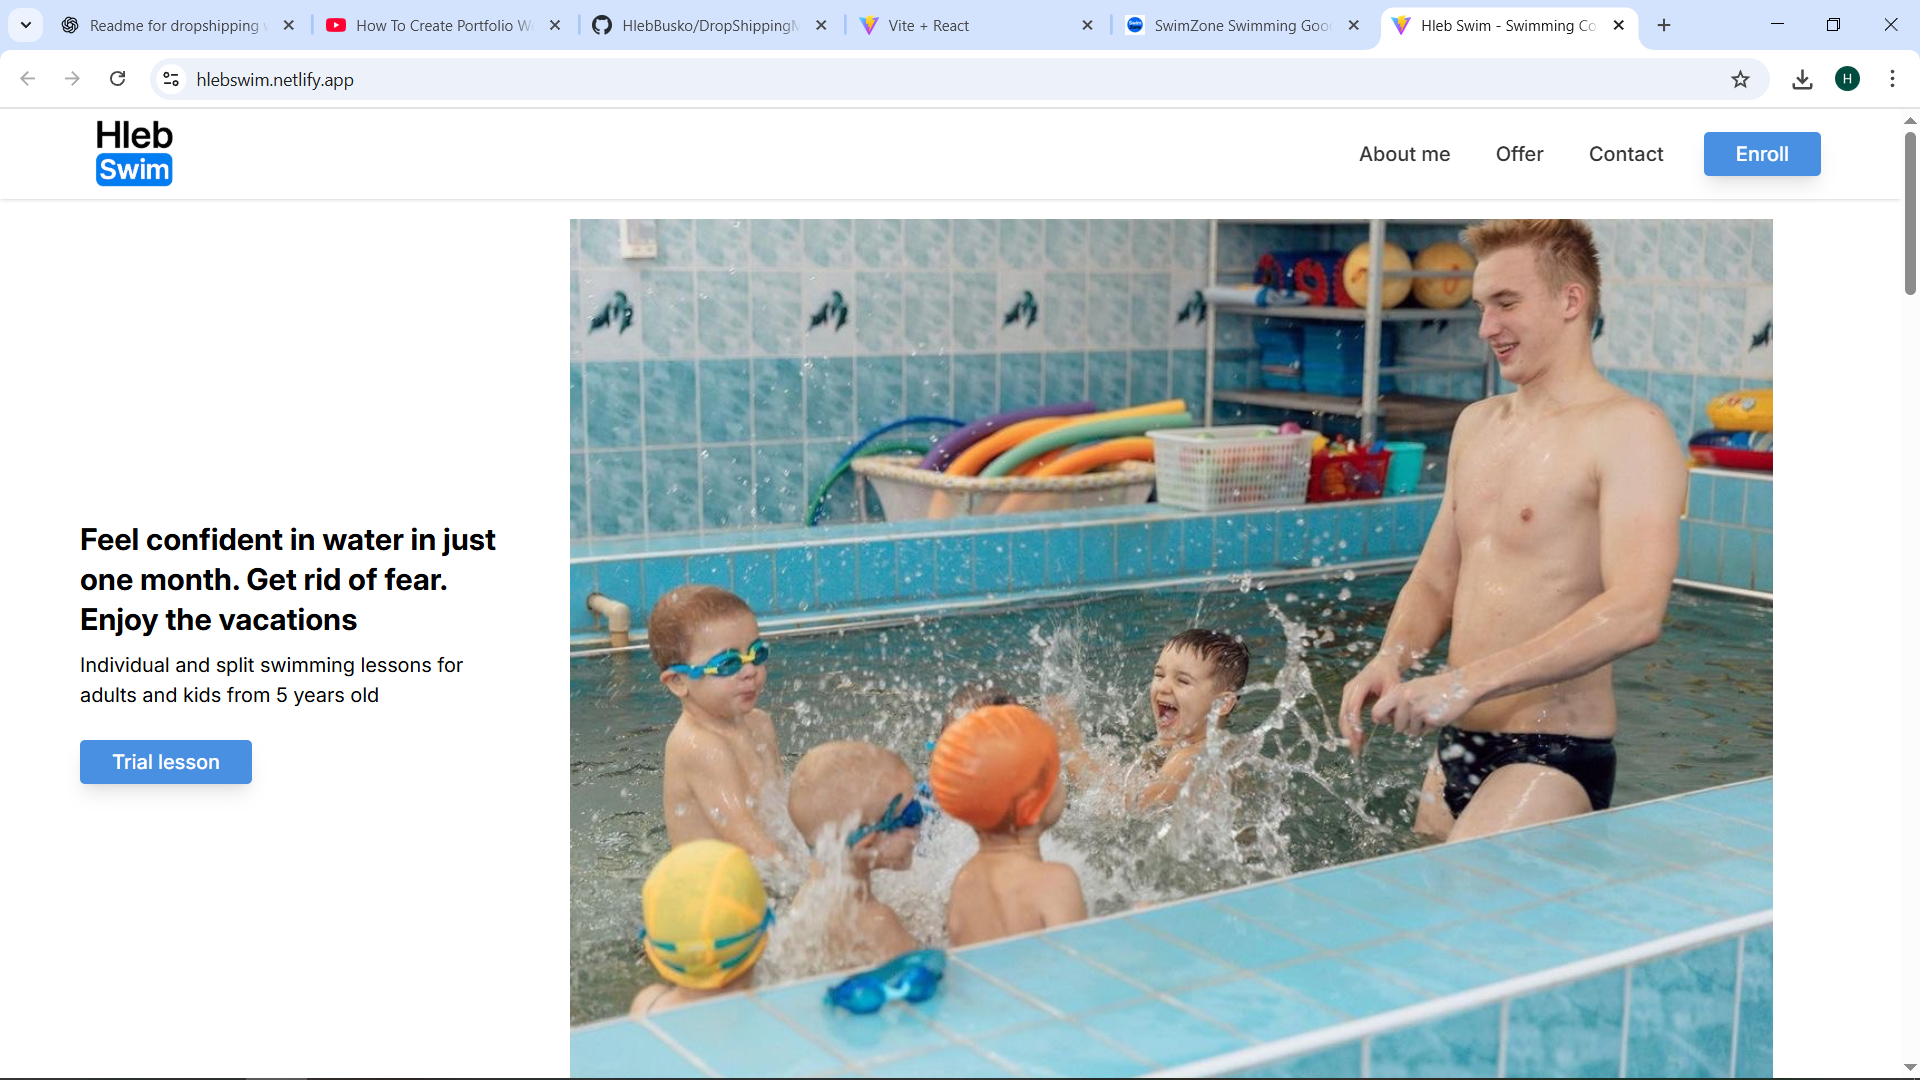 Readme for dropshipping
How To Create Portfolio W
HlebBusko/DropShipping
Vite + React
SwimZone Swimming Goo
Hleb Swim - Swimming Co
hlebswim.netlify.app
H
Hleb
Swim
About me
Offer
Contact
Enroll
Feel confident in water in just
one month. Get rid of fear.
Enjoy the vacations
Individual and split swimming lessons for
adults and kids from 5 years old
Trial lesson